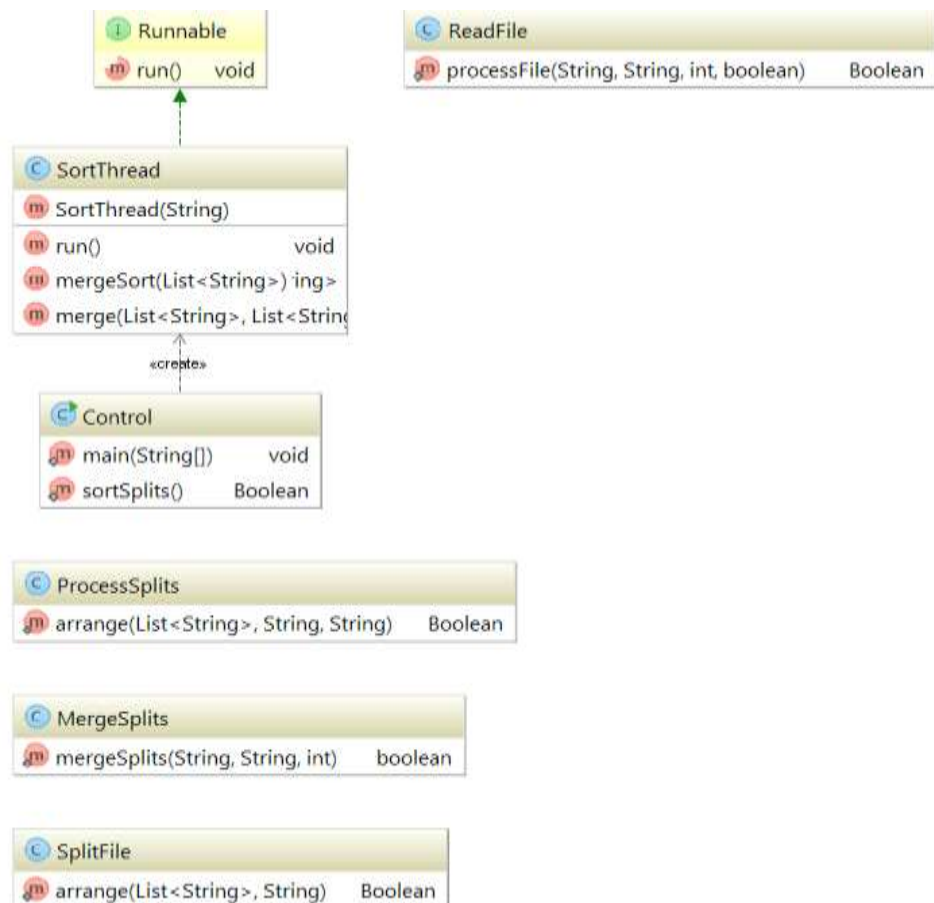 Runnable
run() void
ReadFile
processFile(String, String, int, boolean) Boolean
SortThread
SortThread(String)
run() void
mergeSort(List<String>) ing>
merge(List<String>, List<String
«create»
Control
main(String[]) void
sortSplits() Boolean
ProcessSplits
arrange(List<String>, String, String) Boolean
MergeSplits
mergeSplits(String, String, int) boolean
SplitFile
arrange(List<String>, String) Boolean